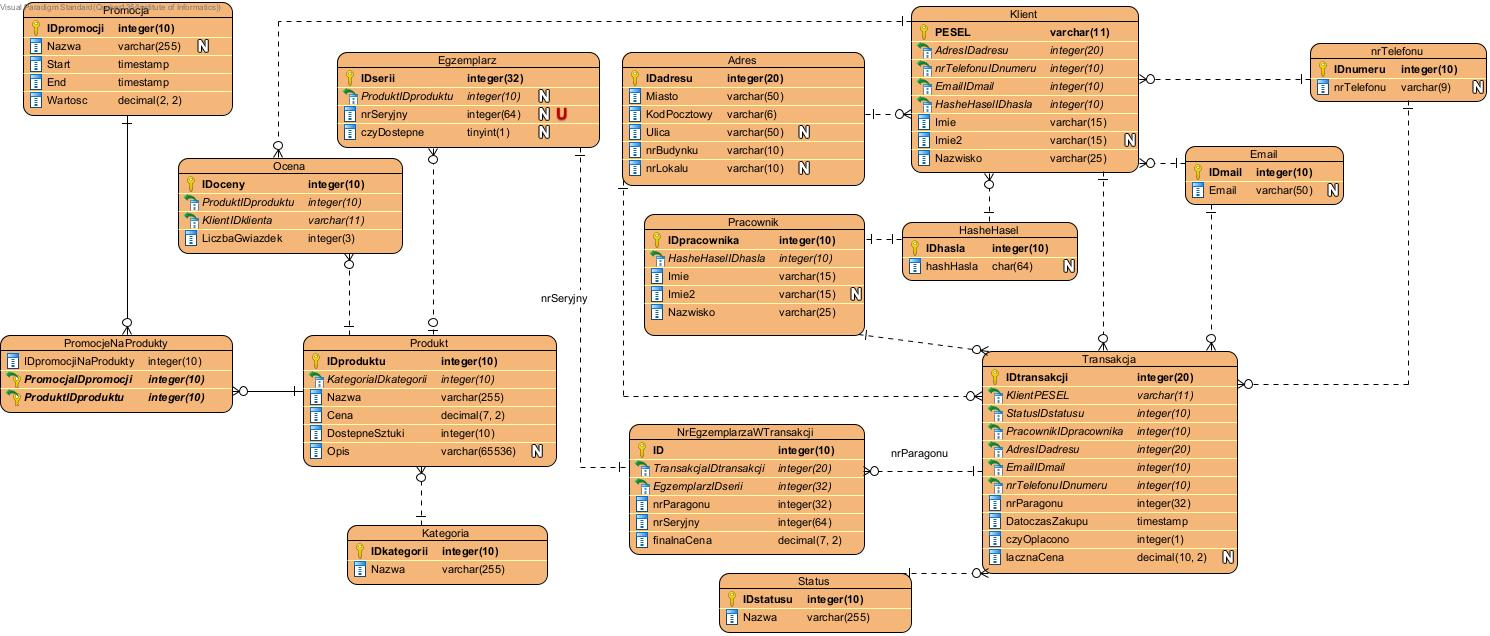 Visual Paradigm Standard
Promocja
IDpromocji integer(10)
Nazwa varchar(255) N
Start timestamp
End timestamp
Wartosc decimal(2, 2)
Egzemplarz
IDserii integer(32)
ProduktIDproduktu integer(10) N
nrSeryjny integer(64) N U
czyDostepne tinyint(1) N
Adres
IDadresu integer(20)
Miasto varchar(50)
KodPocztowy varchar(6)
Ulica varchar(50) N
nrBudynku varchar(10)
nrLokalu varchar(10) N
Klient
PESEL varchar(11)
AdresIDadresu integer(20)
nrTelefonuIDnumeru integer(10)
EmailIDmail integer(10)
HasheHaselIDhasla integer(10)
Imie varchar(15)
Imie2 varchar(15) N
Nazwisko varchar(25)
nrTelefonu
IDnumeru integer(10)
nrTelefonu varchar(9) N
Email
IDmail integer(10)
Email varchar(50) N
Ocena
IDoceny integer(10)
ProduktIDproduktu integer(10)
KlientIDklienta varchar(11)
LiczbaGwiazdek integer(3)
Pracownik
IDpracownika integer(10)
HasheHaselIDhasla integer(10)
Imie varchar(15)
Imie2 varchar(15) N
Nazwisko varchar(25)
HasheHasel
IDhasla integer(10)
hashHasla char(64) N
nrSeryjny
PromocjeNaProdukty
IDpromocjiNaProdukty integer(10)
PromocjaIDpromocji integer(10)
ProduktIDproduktu integer(10)
Produkt
IDproduktu integer(10)
KategoriaIDkategorii integer(10)
Nazwa varchar(255)
Cena decimal(7, 2)
DostepneSztuki integer(10)
Opis varchar(65536) N
Transakcja
IDtransakcji integer(20)
KlientPESEL varchar(11)
StatusIDstatusu integer(10)
PracownikIDpracownika integer(10)
AdresIDadresu integer(20)
EmailIDmail integer(10)
nrTelefonuIDnumeru integer(10)
nrParagonu integer(32)
DatoczasZakupu timestamp
czyOplacono integer(1)
lacznaCena decimal(10, 2) N
NrEgzemplarzaWTransakcji
ID integer(10)
TransakcjaIDtransakcji integer(20)
EgzemplarzIDserii integer(32)
nrParagonu integer(32)
nrSeryjny integer(64)
finalnaCena decimal(7, 2)
nrParagonu
Kategoria
IDkategorii integer(10)
Nazwa varchar(255)
Status
IDstatusu integer(10)
Nazwa varchar(255)